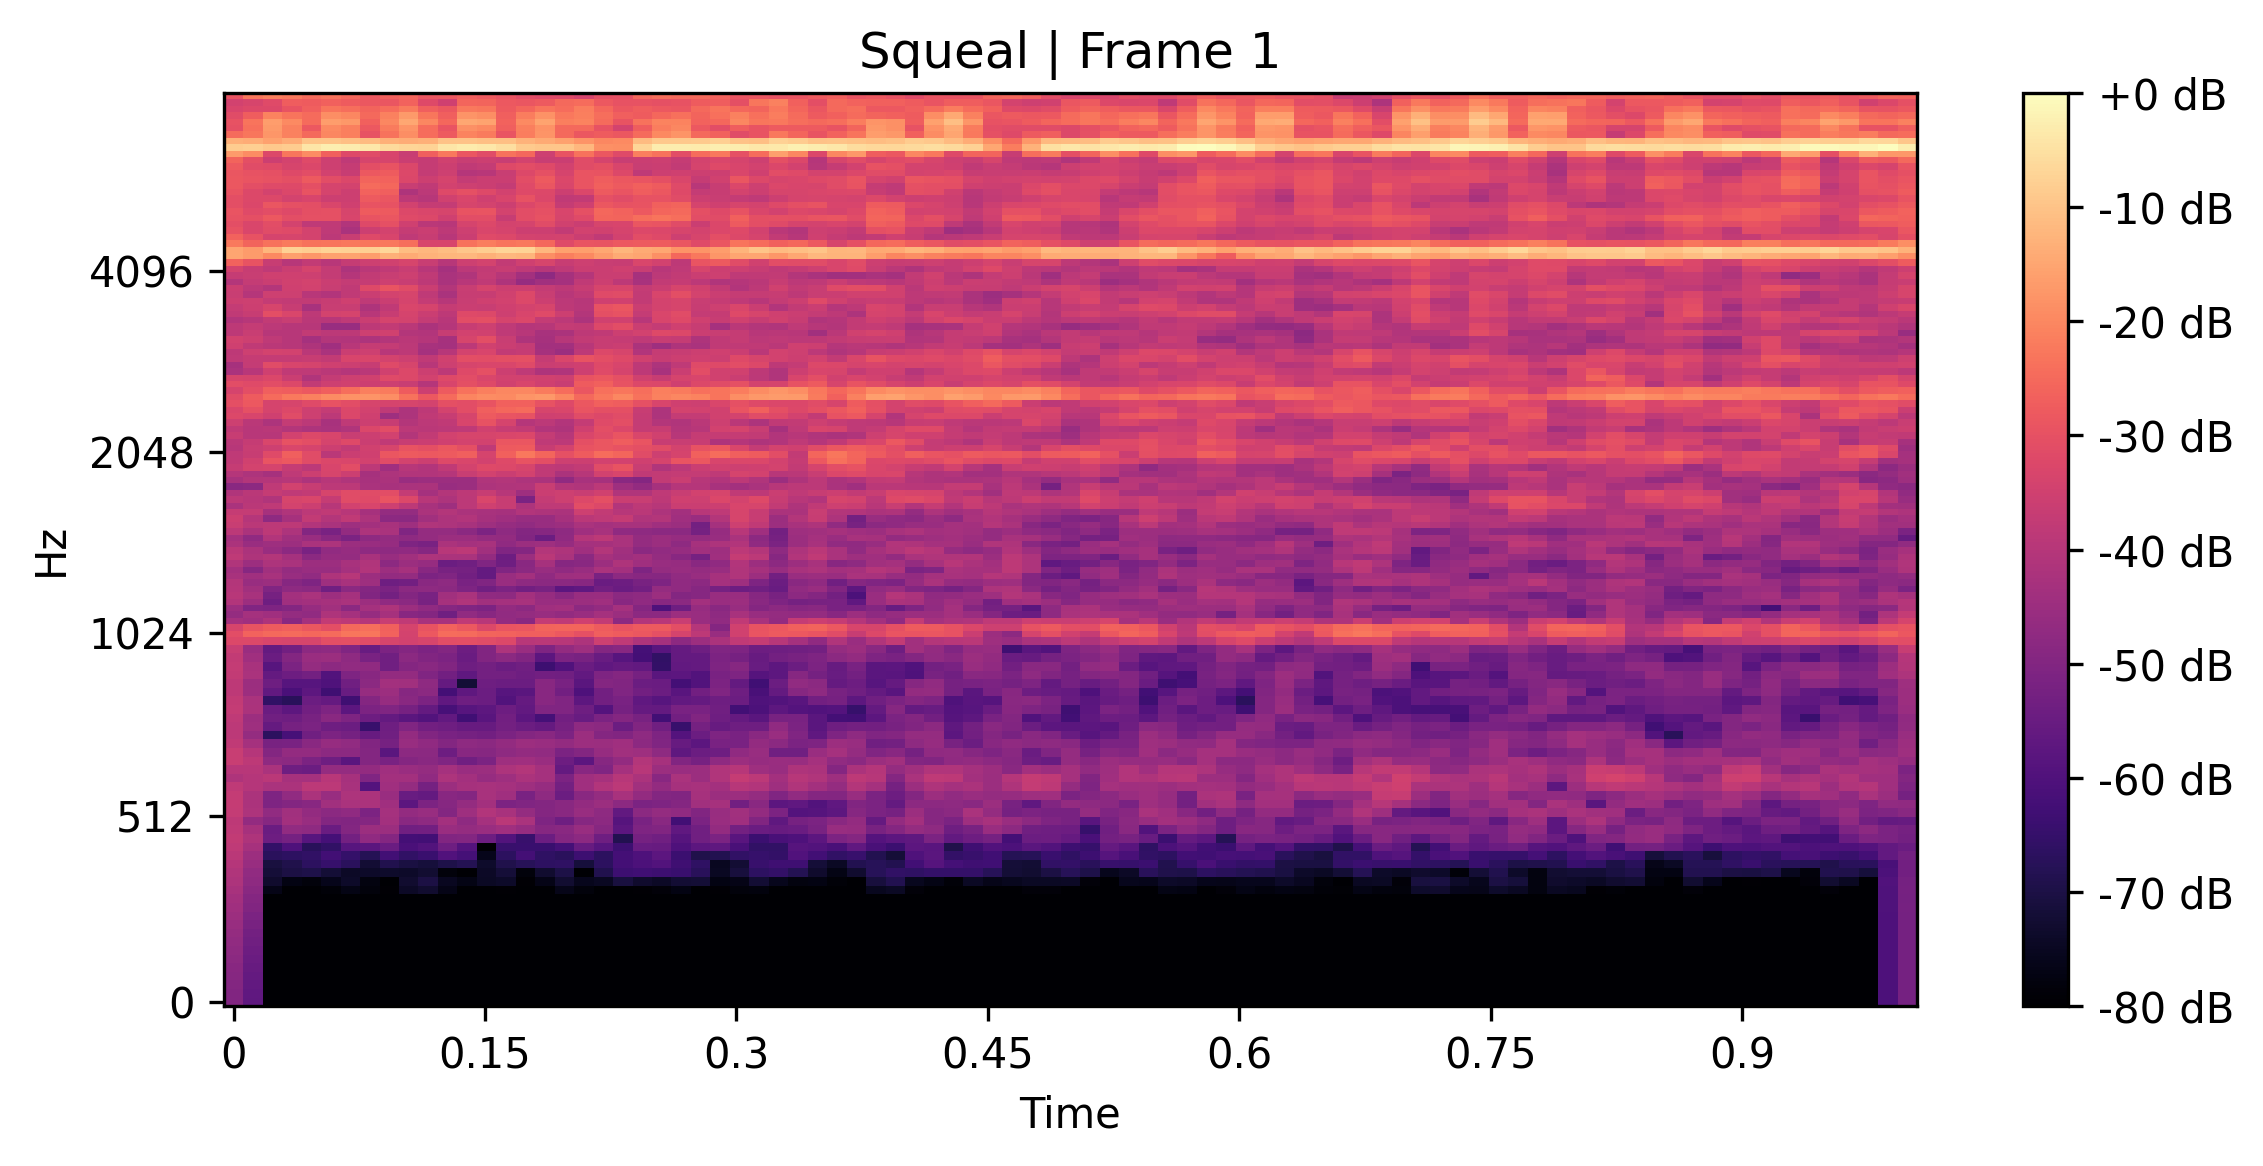 Squeal | Frame 1
Hz
4096
2048
1024
512
0
0 0.15 0.3 0.45 0.6 0.75 0.9
Time
+0 dB
-10 dB
-20 dB
-30 dB
-40 dB
-50 dB
-60 dB
-70 dB
-80 dB